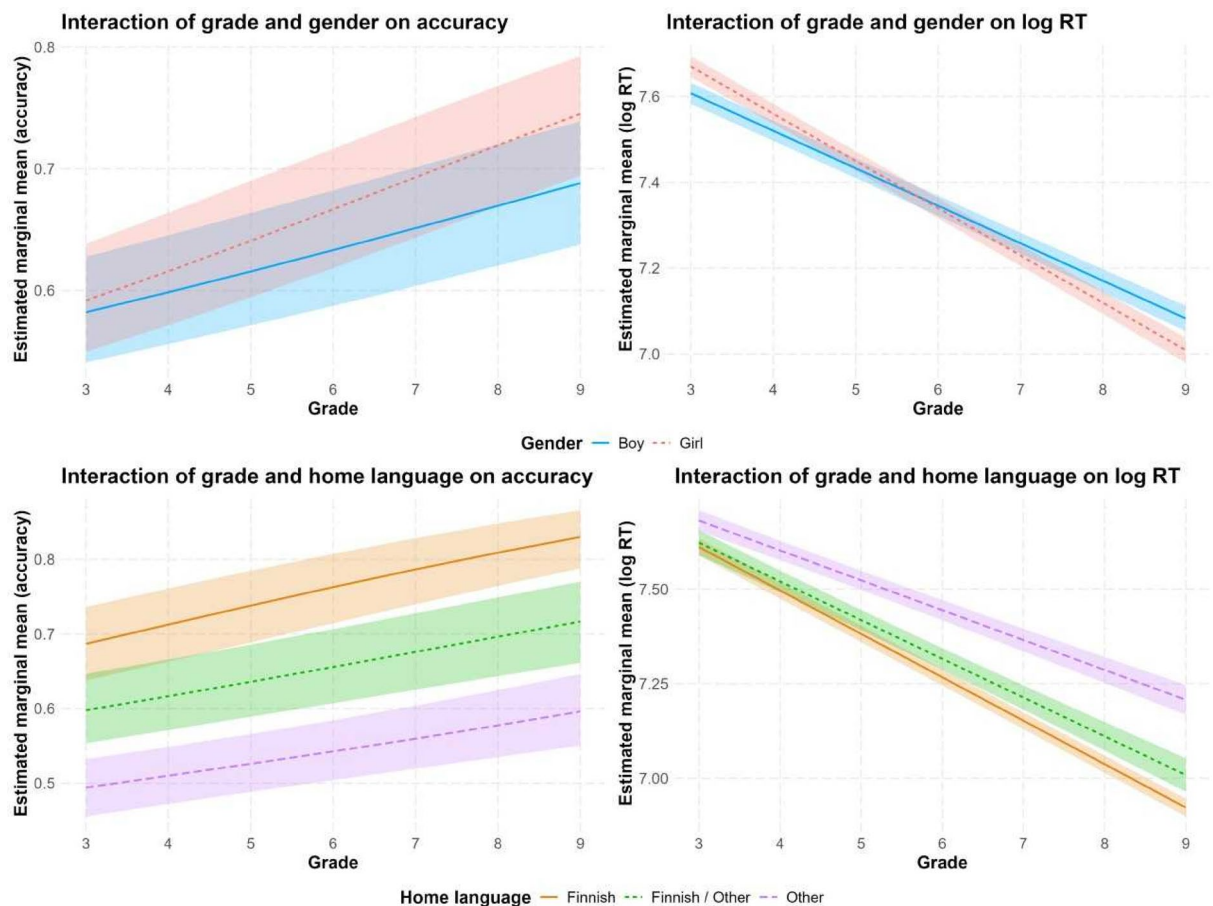 Interaction of grade and gender on accuracy
Estimated marginal mean (accuracy)
0.8
0.7
0.6
3 4 5 6 7 8 9
Grade
Interaction of grade and gender on log RT
Estimated marginal mean (log RT)
7.6
7.4
7.2
7.0
3 4 5 6 7 8 9
Grade
Gender Boy Girl
Interaction of grade and home language on accuracy
Estimated marginal mean (accuracy)
0.8
0.7
0.6
0.5
3 4 5 6 7 8 9
Grade
Interaction of grade and home language on log RT
Estimated marginal mean (log RT)
7.50
7.25
7.00
3 4 5 6 7 8 9
Grade
Home language Finnish Finnish / Other Other